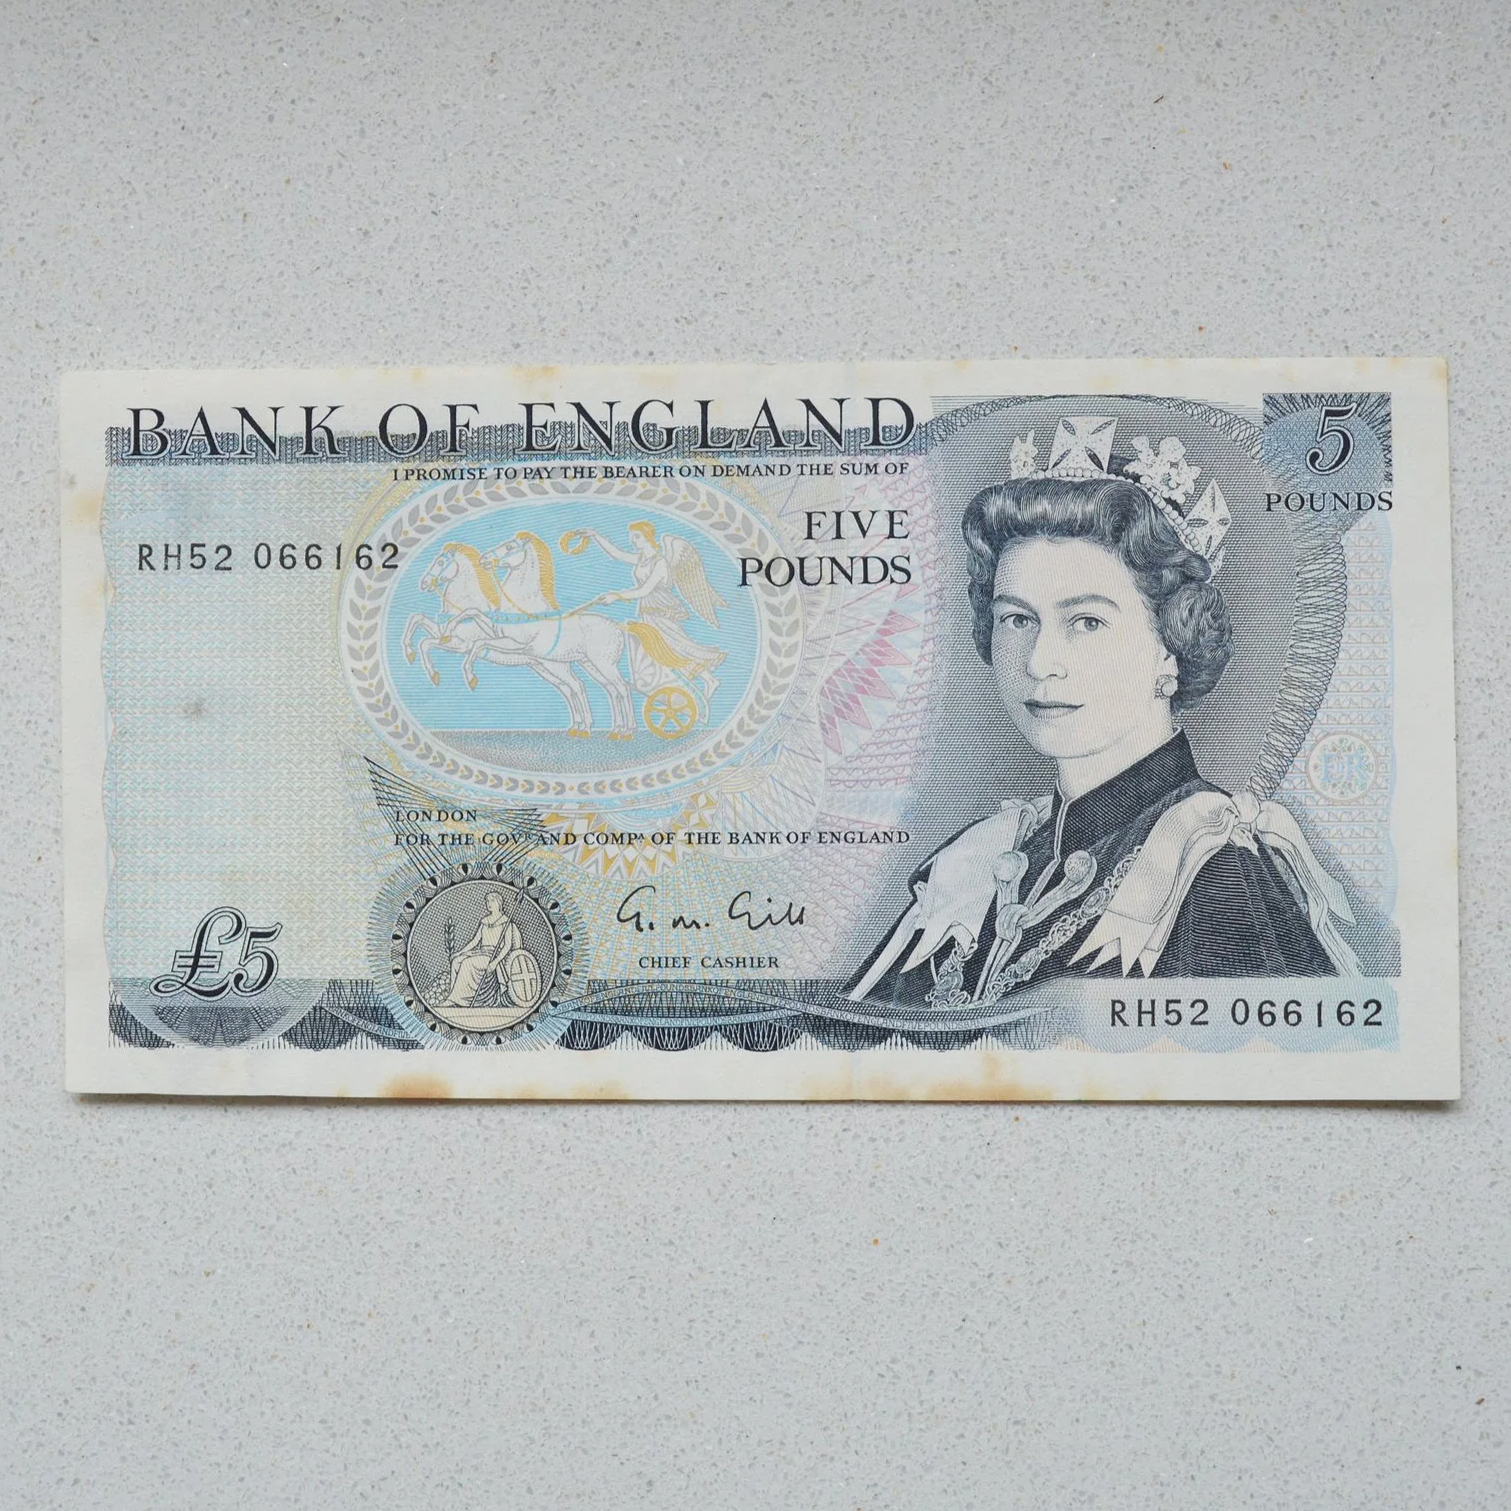 BANK OF ENGLAND
I PROMISE TO PAY THE BEARER ON DEMAND THE SUM OF
FIVE
POUNDS
5
POUNDS
RH52 066162
LONDON
FOR THE GOVR AND COMPA OF THE BANK OF ENGLAND
G. M. Gill
CHIEF CASHIER
£5
RH52 066162